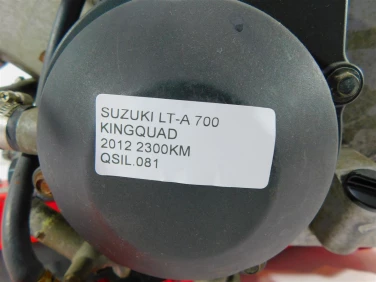 SUZUKI LT-A 700
KINGQUAD
2012 2300KM
QSIL.081